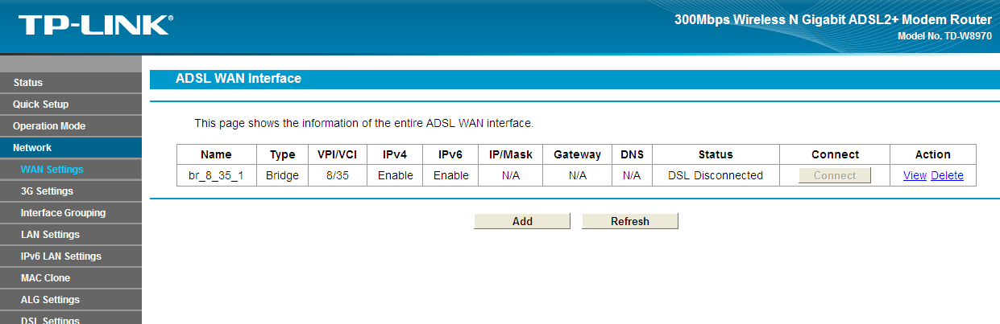 TP-LINK®
300Mbps Wireless N Gigabit ADSL2+ Modem Router
Model No. TD-W8970
Status
Quick Setup
Operation Mode
Network
WAN Settings
3G Settings
Interface Grouping
LAN Settings
IPv6 LAN Settings
MAC Clone
ALG Settings
DSL Settings
ADSL WAN Interface
This page shows the information of the entire ADSL WAN interface.
Name Type VPI/VCI IPv4 IPv6 IP/Mask Gateway DNS Status Connect Action
br_8_35_1 Bridge 8/35 Enable Enable N/A N/A N/A DSL Disconnected Connect View Delete
Add Refresh